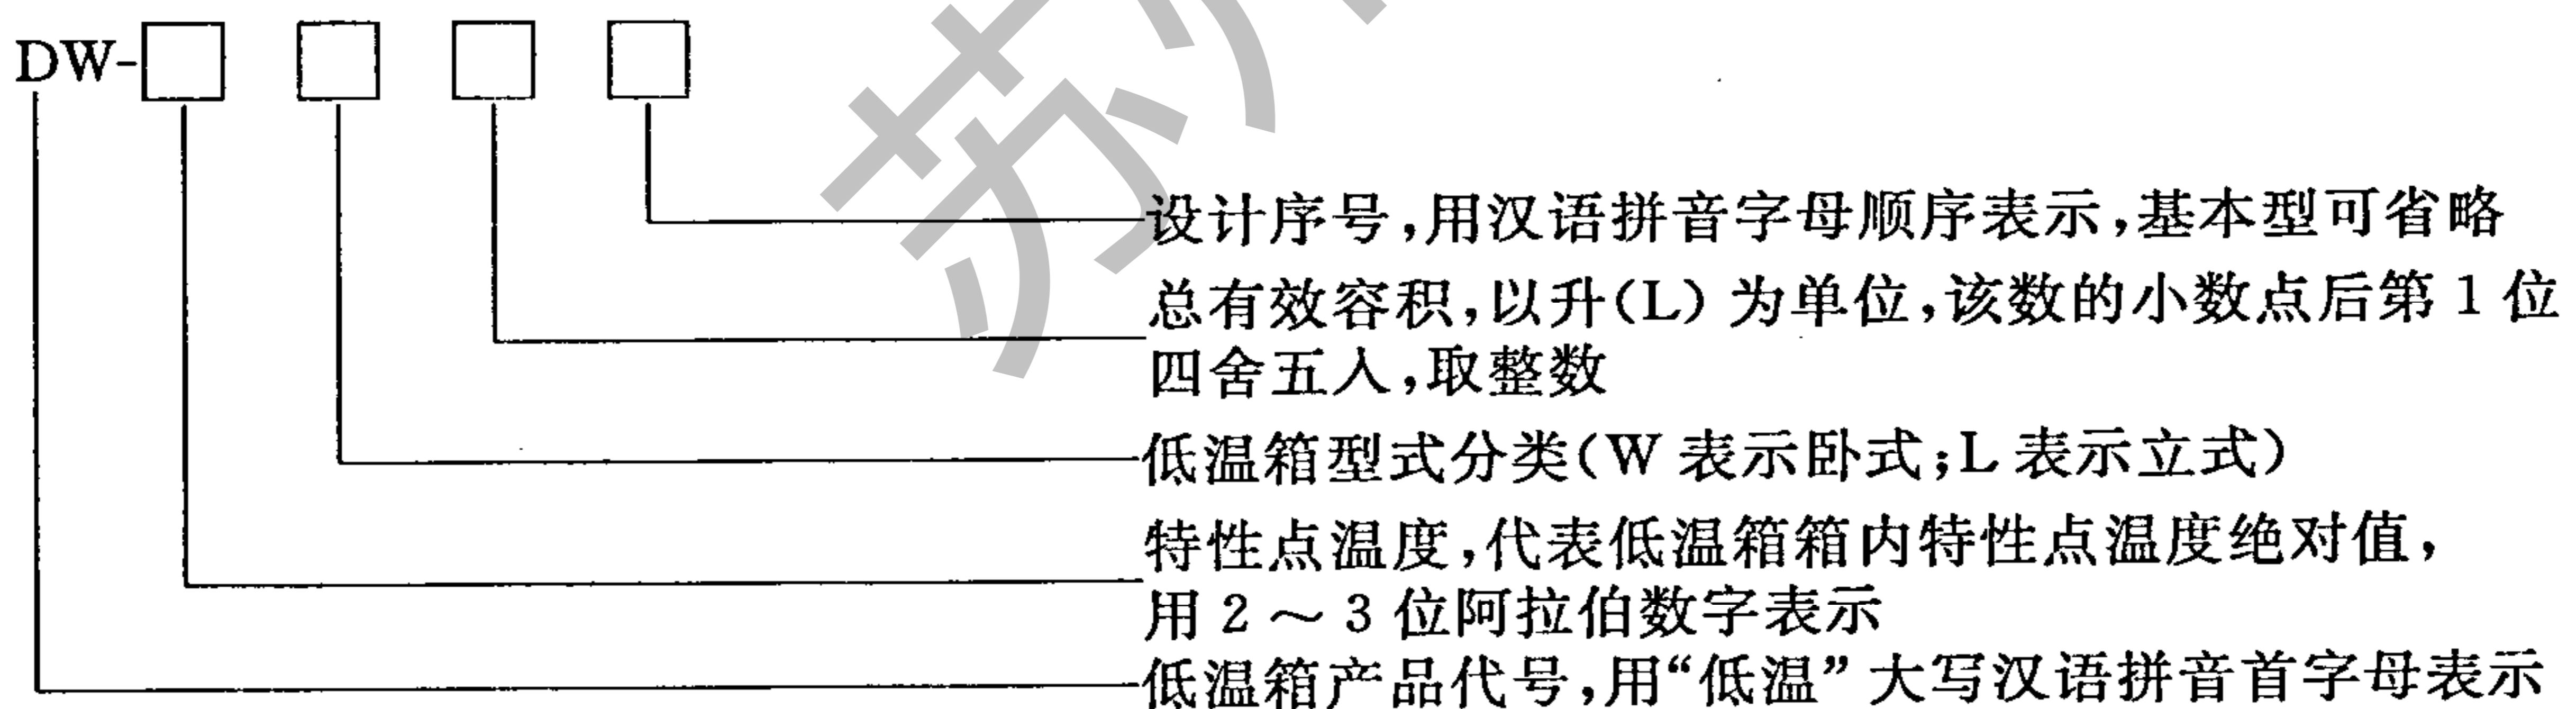 DW-□ □ □ □
设计序号,用汉语拼音字母顺序表示,基本型可省略
总有效容积,以升(L)为单位,该数的小数点后第1位
四舍五入,取整数
低温箱型式分类(W表示卧式;L表示立式)
特性点温度,代表低温箱箱内特性点温度绝对值,
用2～3位阿拉伯数字表示
低温箱产品代号,用“低温”大写汉语拼音首字母表示
苏